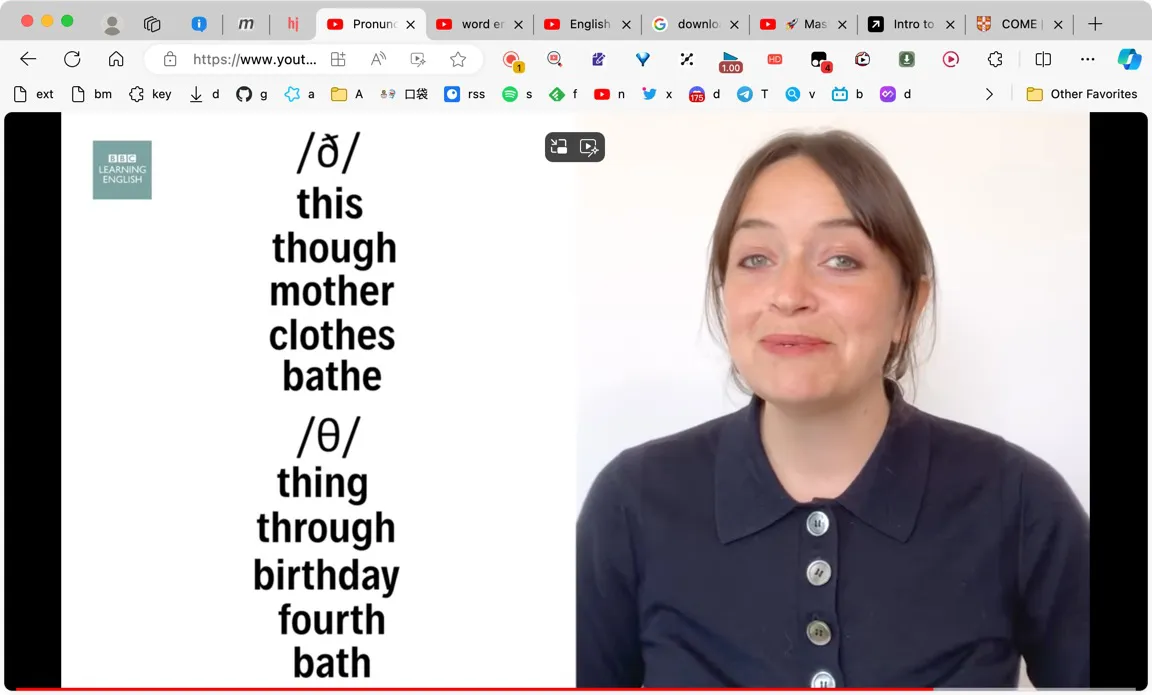 m
hj
Pronunc
word en
English
downlo
🚀 Mas
Intro to
COME |
https://www.yout...
1
1.00
HD
4
ext
bm
key
d
g
a
A
口袋
rss
s
f
n
x
175
d
T
v
b
d
Other Favorites
BBC
LEARNING
ENGLISH
/ð/
this
though
mother
clothes
bathe
/θ/
thing
through
birthday
fourth
bath